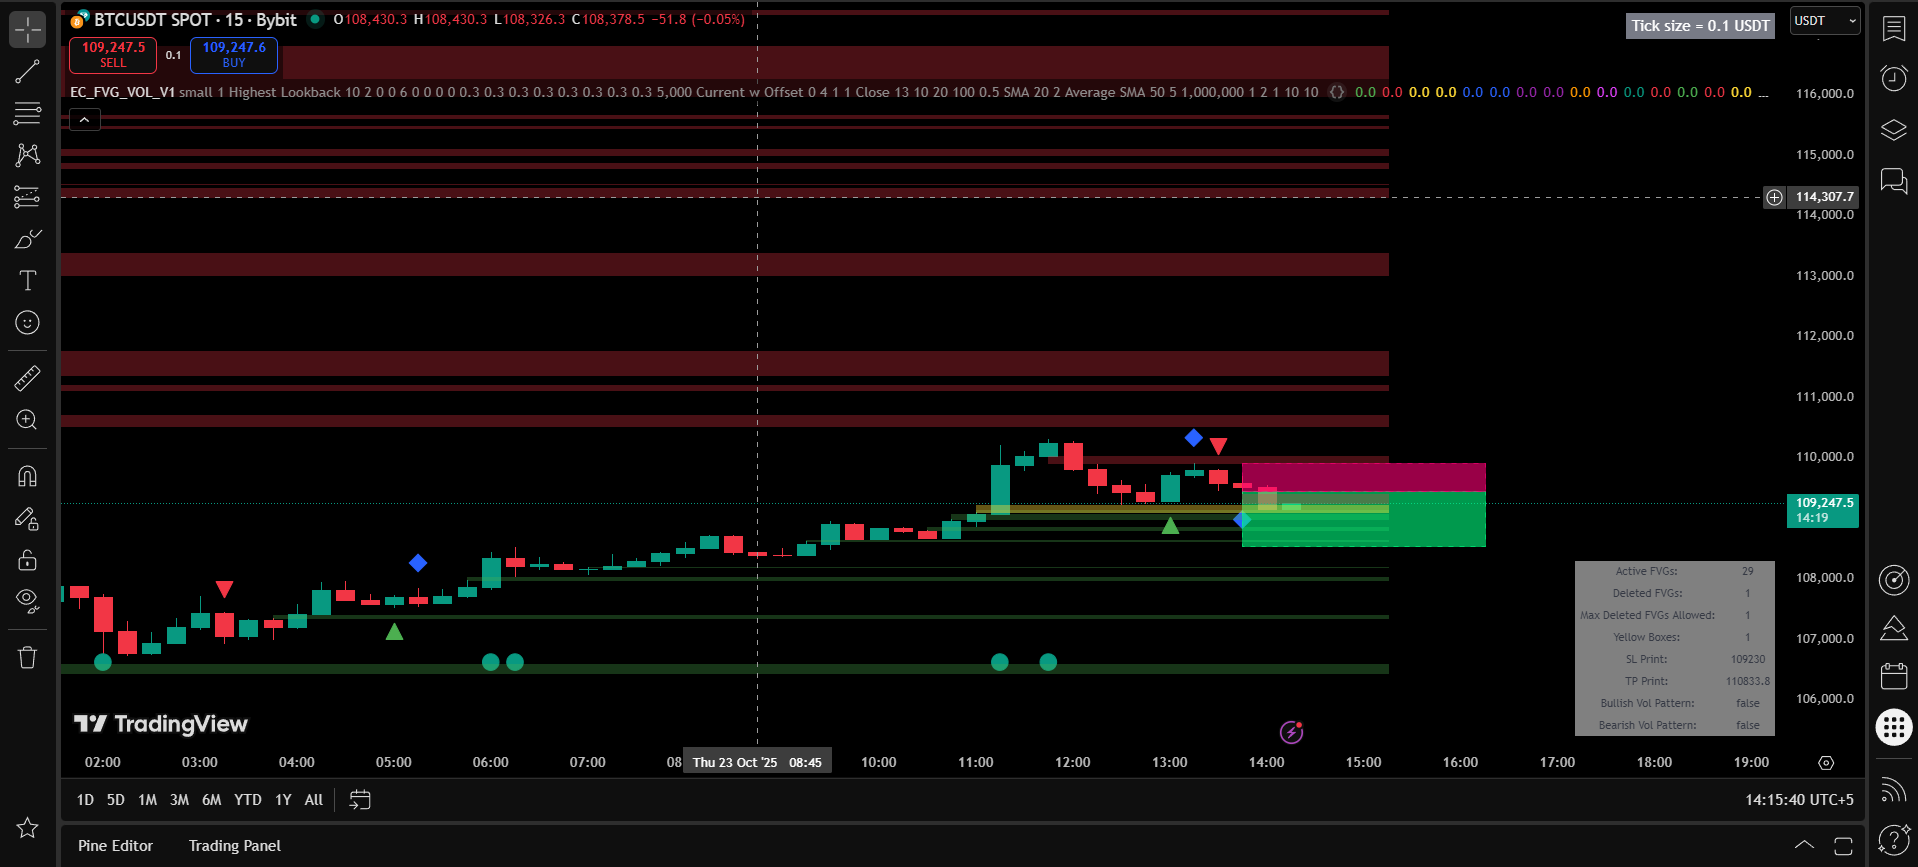 BTCUSDT SPOT · 15 · Bybit O108,430.3 H108,430.3 L108,326.3 C108,378.5 −51.8 (−0.05%)
Tick size = 0.1 USDT
USDT
109,247.5
SELL
0.1
109,247.6
BUY
EC_FVG_VOL_V1 small 1 Highest Lookback 10 2 0 0 6 0 0 0 0 0.3 0.3 0.3 0.3 0.3 0.3 0.3 0.3 5,000 Current w Offset 0 4 1 1 Close 13 10 20 100 0.5 SMA 20 2 Average SMA 50 5 1,000,000 1 2 1 10 10 {} 0.0 0.0 0.0 0.0 0.0 0.0 0.0 0.0 0.0 0.0 0.0 0.0 0.0 0.0 0.0 ...
116,000.0
115,000.0
114,307.7
114,000.0
113,000.0
112,000.0
111,000.0
110,000.0
109,247.5
14:19
108,000.0
107,000.0
106,000.0
Active FVGs: 29
Deleted FVGs: 1
Max Deleted FVGs Allowed: 1
Yellow Boxes: 1
SL Print: 109230
TP Print: 110833.8
Bullish Vol Pattern: false
Bearish Vol Pattern: false
TradingView
02:00 03:00 04:00 05:00 06:00 07:00 08 Thu 23 Oct '25 08:45 10:00 11:00 12:00 13:00 14:00 15:00 16:00 17:00 18:00 19:00
1D 5D 1M 3M 6M YTD 1Y All
14:15:40 UTC+5
Pine Editor Trading Panel